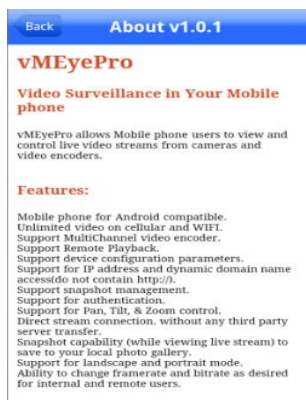 Back
About v1.0.1
vMEyePro
Video Surveillance in Your Mobile
phone
vMEyePro allows Mobile phone users to view and
control live video streams from cameras and
video encoders.
Features:
Mobile phone for Android compatible.
Unlimited video on cellular and WIFI.
Support MultiChannel video encoder.
Support Remote Playback.
Support device configuration parameters.
Support for IP address and dynamic domain name
access(do not contain http://).
Support snapshot management.
Support for authentication.
Support for Pan, Tilt, & Zoom control.
Direct stream connection. without any third party
server transfer.
Snapshot capability (while viewing live stream) to
save to your local photo gallery.
Support for landscape and portrait mode.
Ability to change framerate and bitrate as desired
for internal and remote users.